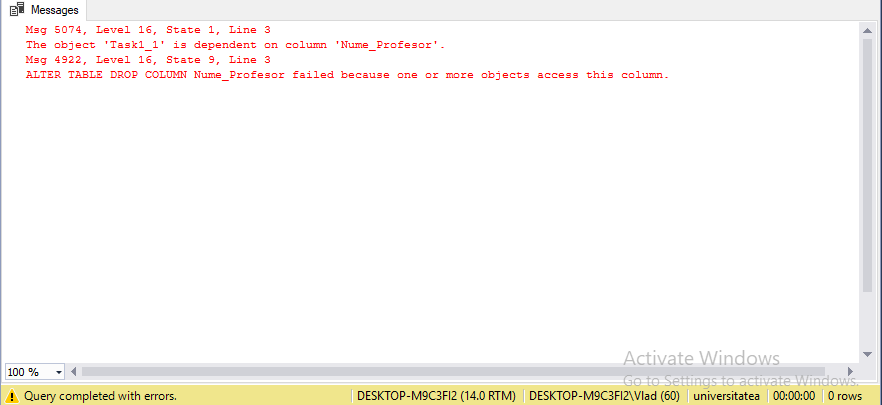 Messages
Msg 5074, Level 16, State 1, Line 3
The object 'Task1_1' is dependent on column 'Nume_Profesor'.
Msg 4922, Level 16, State 9, Line 3
ALTER TABLE DROP COLUMN Nume_Profesor failed because one or more objects access this column.
Activate Windows
Go to Settings to activate Windows.
100 %
Query completed with errors. DESKTOP-M9C3FI2 (14.0 RTM) DESKTOP-M9C3FI2\Vlad (60) universitatea 00:00:00 0 rows